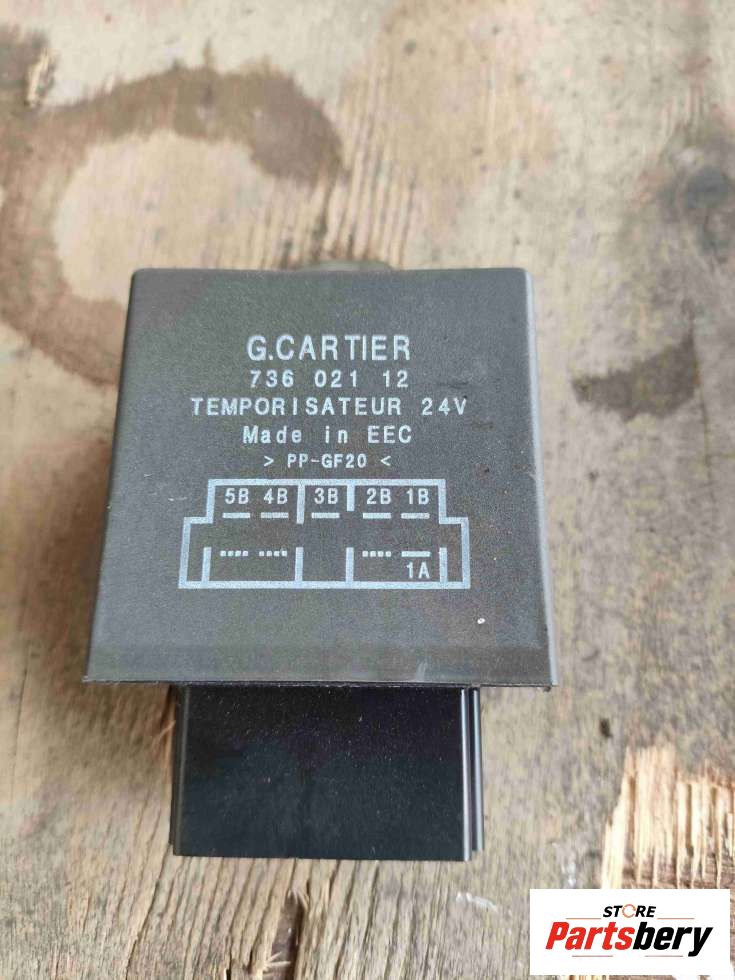 G.CARTIER
736 021 12
TEMPORISATEUR 24V
Made in EEC
> PP-GF20 <
5B 4B 3B 2B 1B
1A
STORE
Partsbery